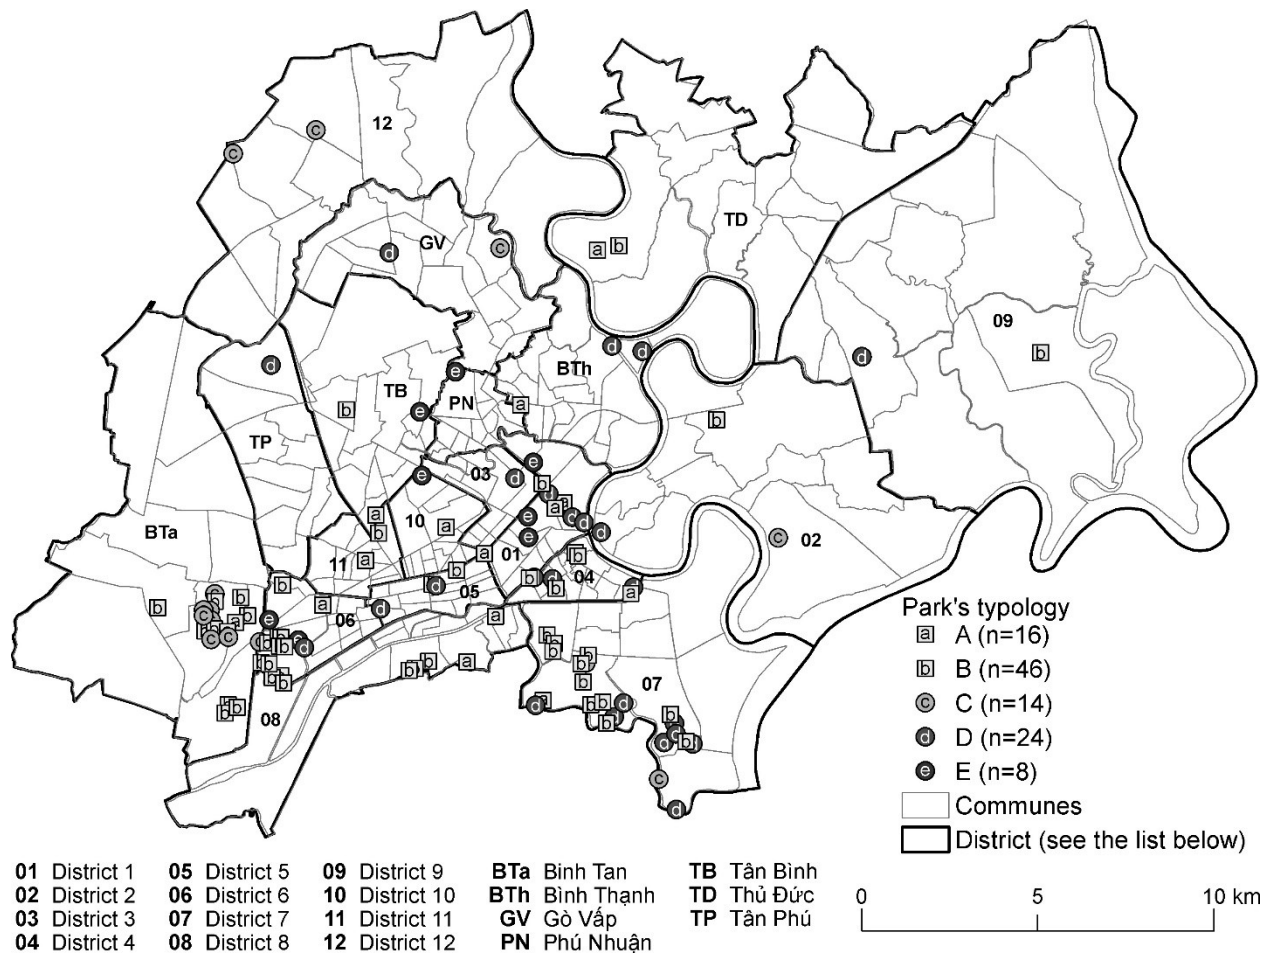 12
TD
GV
09
BTh
TB
PN
TP
03
10
BTa
01
02
11
04
05
06
07
08
Park's typology
a A (n=16)
b B (n=46)
c C (n=14)
d D (n=24)
e E (n=8)
Communes
District (see the list below)
01 District 1 05 District 5 09 District 9 BTa Binh Tan TB Tân Bình
02 District 2 06 District 6 10 District 10 BTh Bình Thạnh TD Thủ Đức
03 District 3 07 District 7 11 District 11 GV Gò Vấp TP Tân Phú
04 District 4 08 District 8 12 District 12 PN Phú Nhuận
0 5 10 km